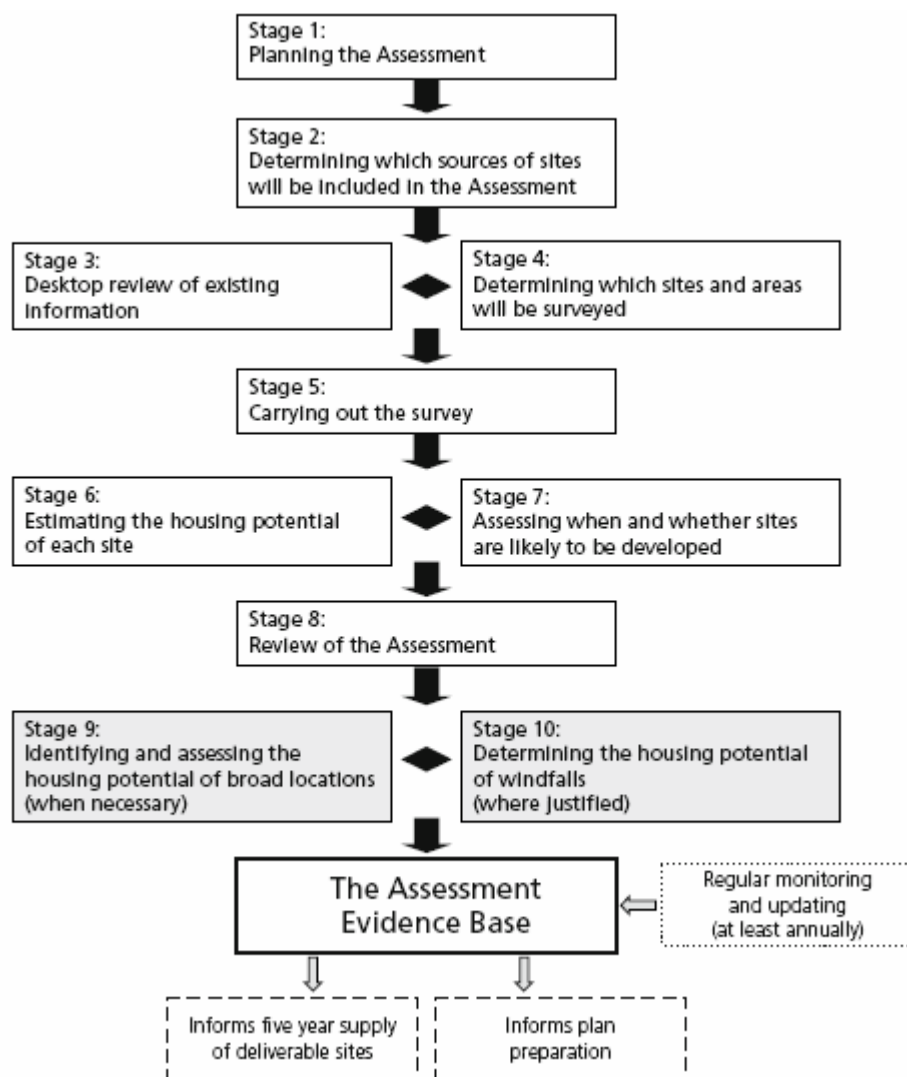 Stage 1:
Planning the Assessment
Stage 2:
Determining which sources of sites
will be included in the Assessment
Stage 3:
Desktop review of existing
information
Stage 4:
Determining which sites and areas
will be surveyed
Stage 5:
Carrying out the survey
Stage 6:
Estimating the housing potential
of each site
Stage 7:
Assessing when and whether sites
are likely to be developed
Stage 8:
Review of the Assessment
Stage 9:
Identifying and assessing the
housing potential of broad locations
(when necessary)
Stage 10:
Determining the housing potential
of windfalls
(where justified)
The Assessment
Evidence Base
Regular monitoring
and updating
(at least annually)
Informs five year supply
of deliverable sites
Informs plan
preparation